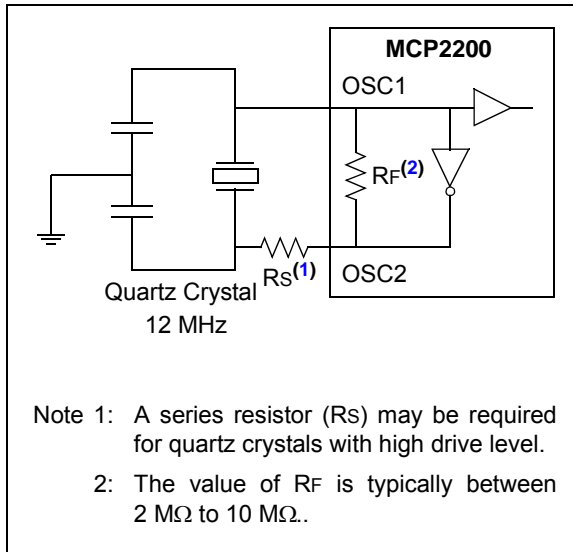 MCP2200
OSC1
RF(2)
RS(1)
OSC2
Quartz Crystal
12 MHz
Note 1: A series resistor (RS) may be required
for quartz crystals with high drive level.
2: The value of RF is typically between
2 MΩ to 10 MΩ..